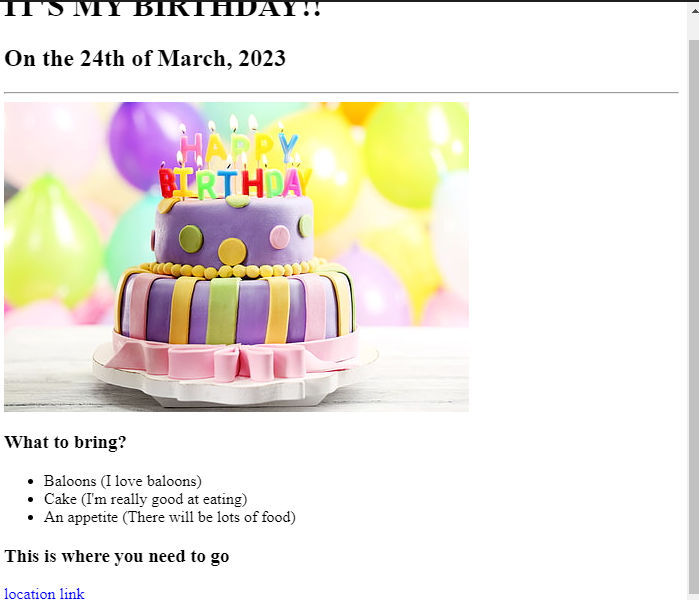 IT'S MY BIRTHDAY!!
On the 24th of March, 2023
HAPPY
BIRTHDAY
What to bring?
Baloons (I love baloons)
Cake (I'm really good at eating)
An appetite (There will be lots of food)
This is where you need to go
location link